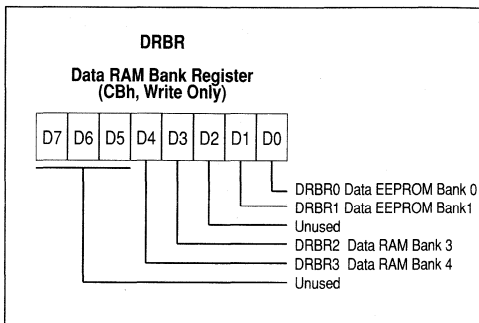 DRBR
Data RAM Bank Register
(CBh, Write Only)
D7 D6 D5 D4 D3 D2 D1 D0
DRBR0 Data EEPROM Bank 0
DRBR1 Data EEPROM Bank1
Unused
DRBR2 Data RAM Bank 3
DRBR3 Data RAM Bank 4
Unused